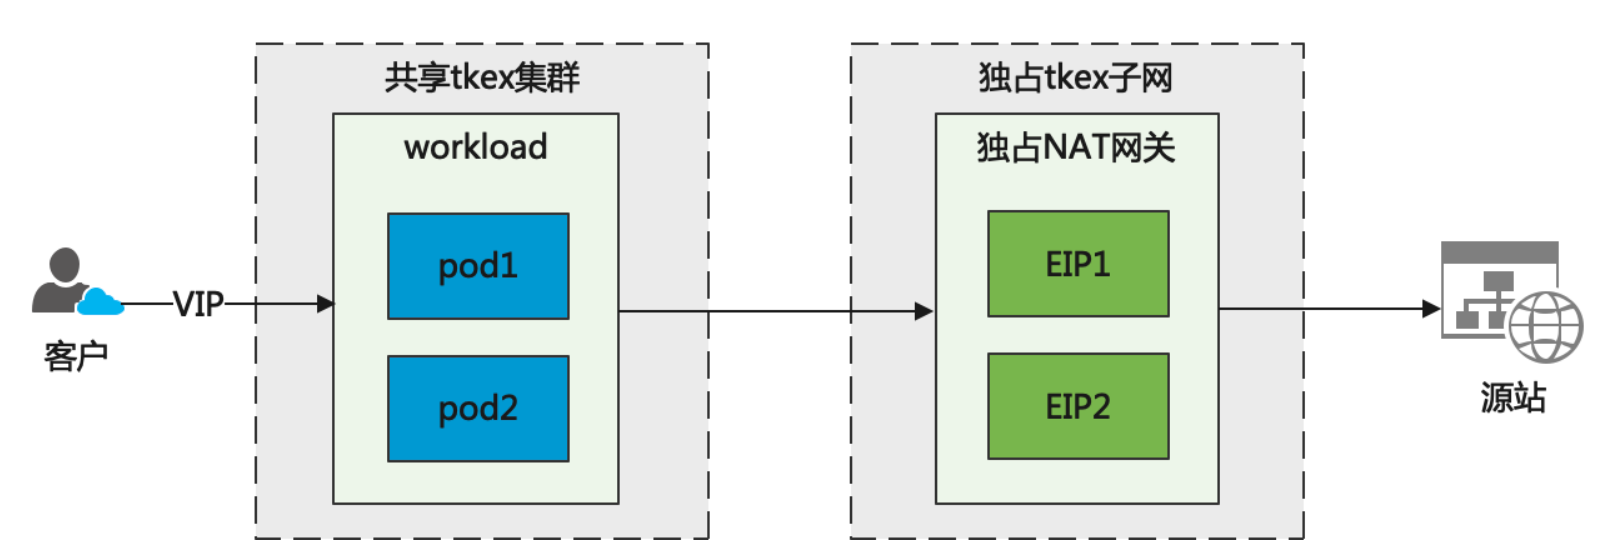 共享tkex集群
workload
pod1
pod2
VIP
客户
独占tkex子网
独占NAT网关
EIP1
EIP2
源站